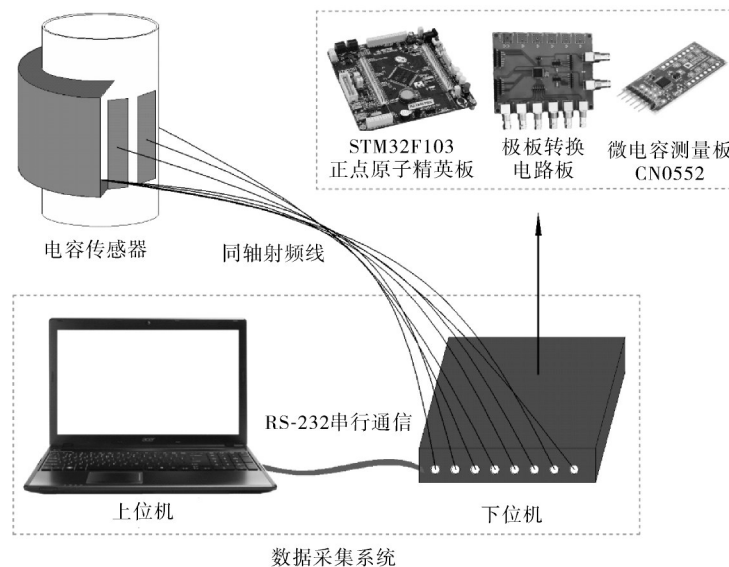 STM32F103
正点原子精英板
极板转换
电路板
微电容测量板
CN0552
电容传感器
同轴射频线
RS-232串行通信
上位机
下位机
数据采集系统